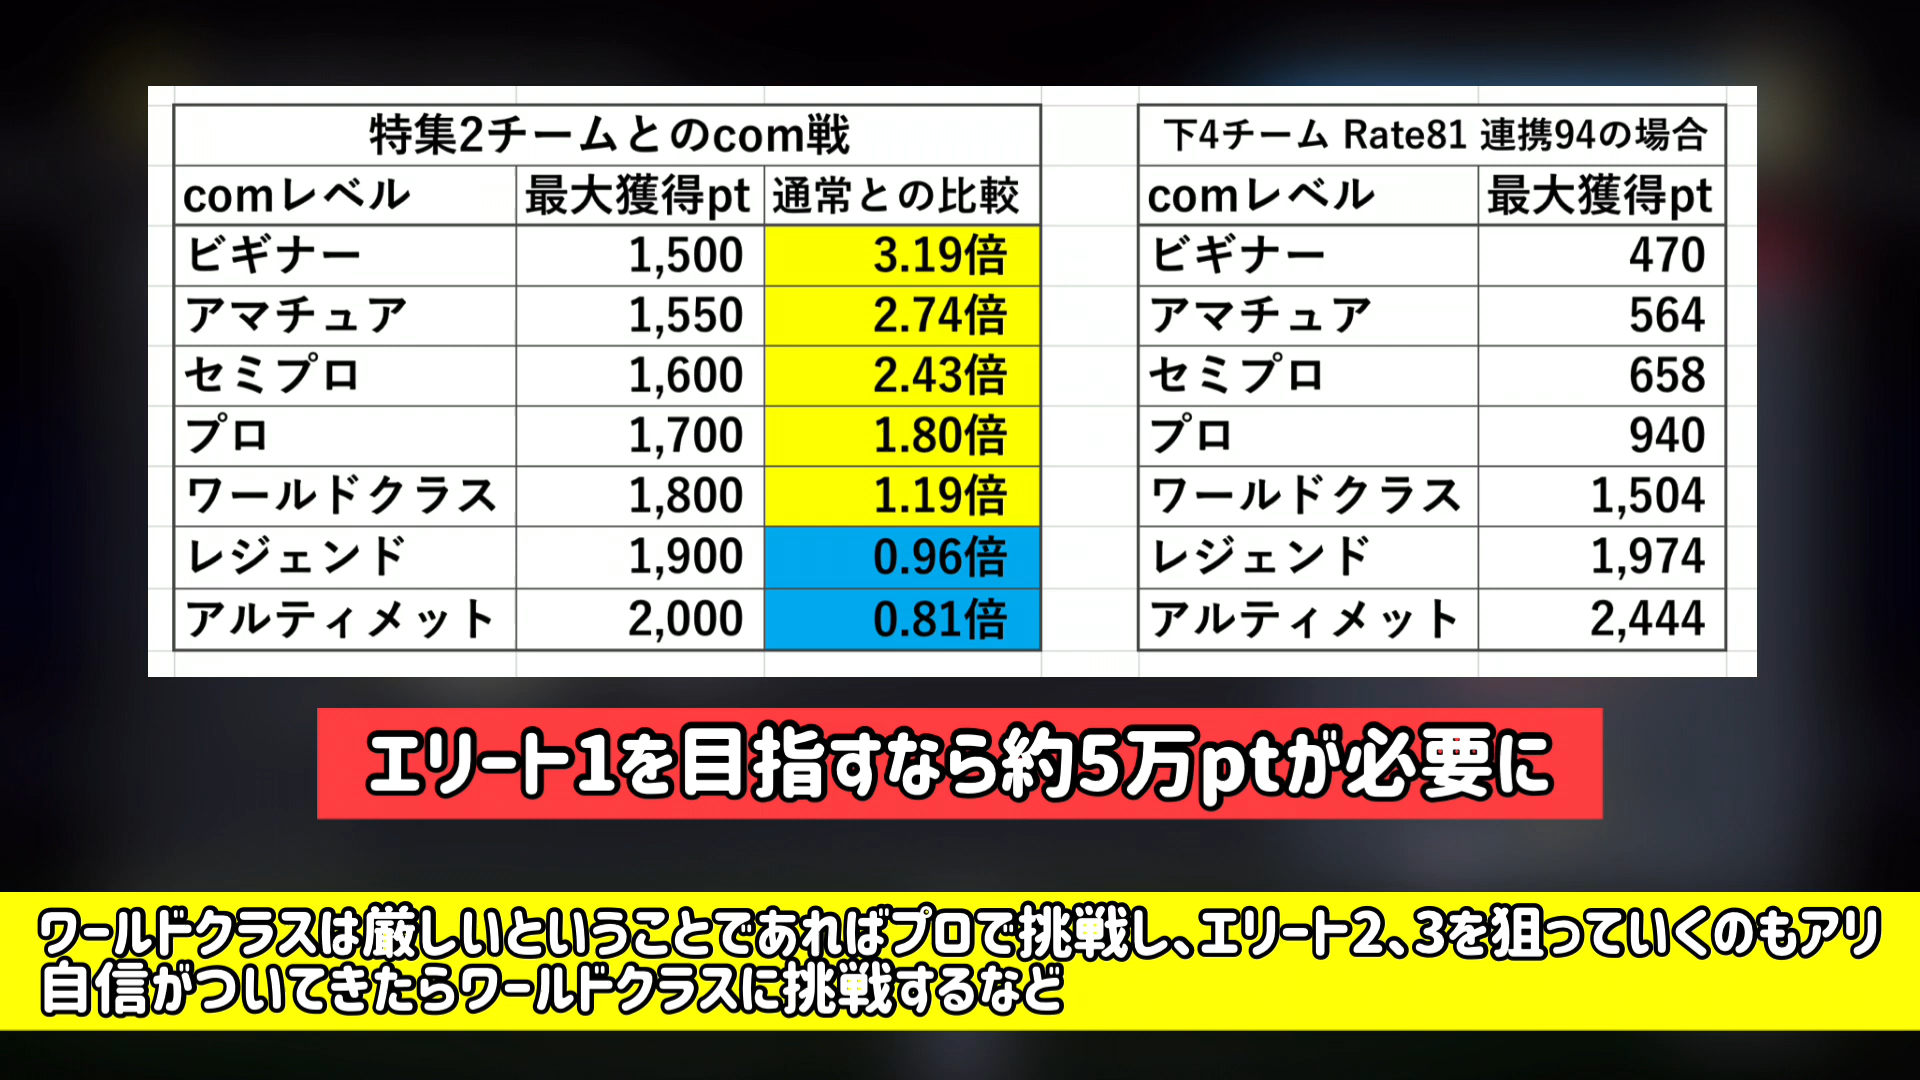 特集2チームとのcom戦
comレベル 最大獲得pt 通常との比較
ビギナー 1,500 3.19倍
アマチュア 1,550 2.74倍
セミプロ 1,600 2.43倍
プロ 1,700 1.80倍
ワールドクラス 1,800 1.19倍
レジェンド 1,900 0.96倍
アルティメット 2,000 0.81倍
下4チーム Rate81 連携94の場合
comレベル 最大獲得pt
ビギナー 470
アマチュア 564
セミプロ 658
プロ 940
ワールドクラス 1,504
レジェンド 1,974
アルティメット 2,444
エリート1を目指すなら約5万ptが必要に
ワールドクラスは厳しいということであればプロで挑戦し、エリート2、3を狙っていくのもアリ
自信がついてきたらワールドクラスに挑戦するなど